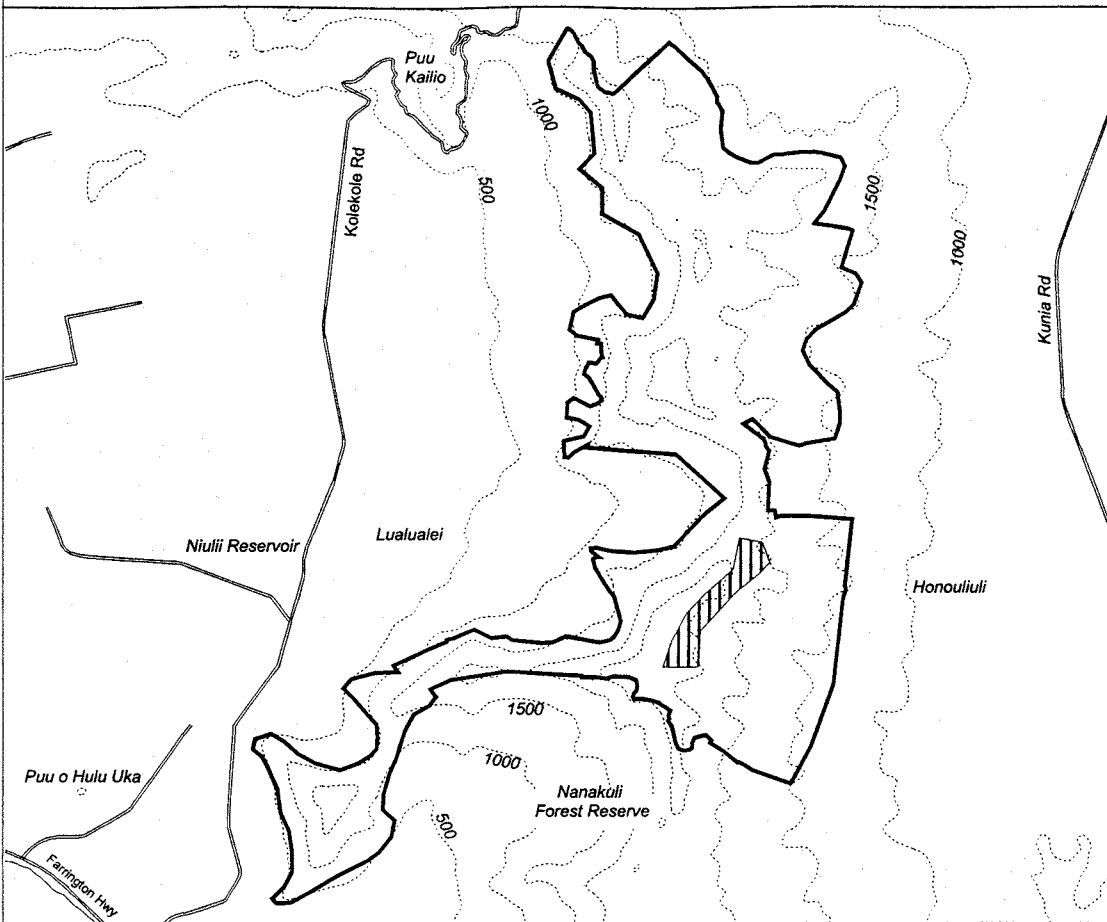 Puu
Kailio
1000
Kolekole Rd
500
1500
1000
Kunia Rd
Niulii Reservoir
Lualualei
Honouliuli
1500
1000
Puu o Hulu Uka
Nanakuli
Forest Reserve
500
Farrington Hwy